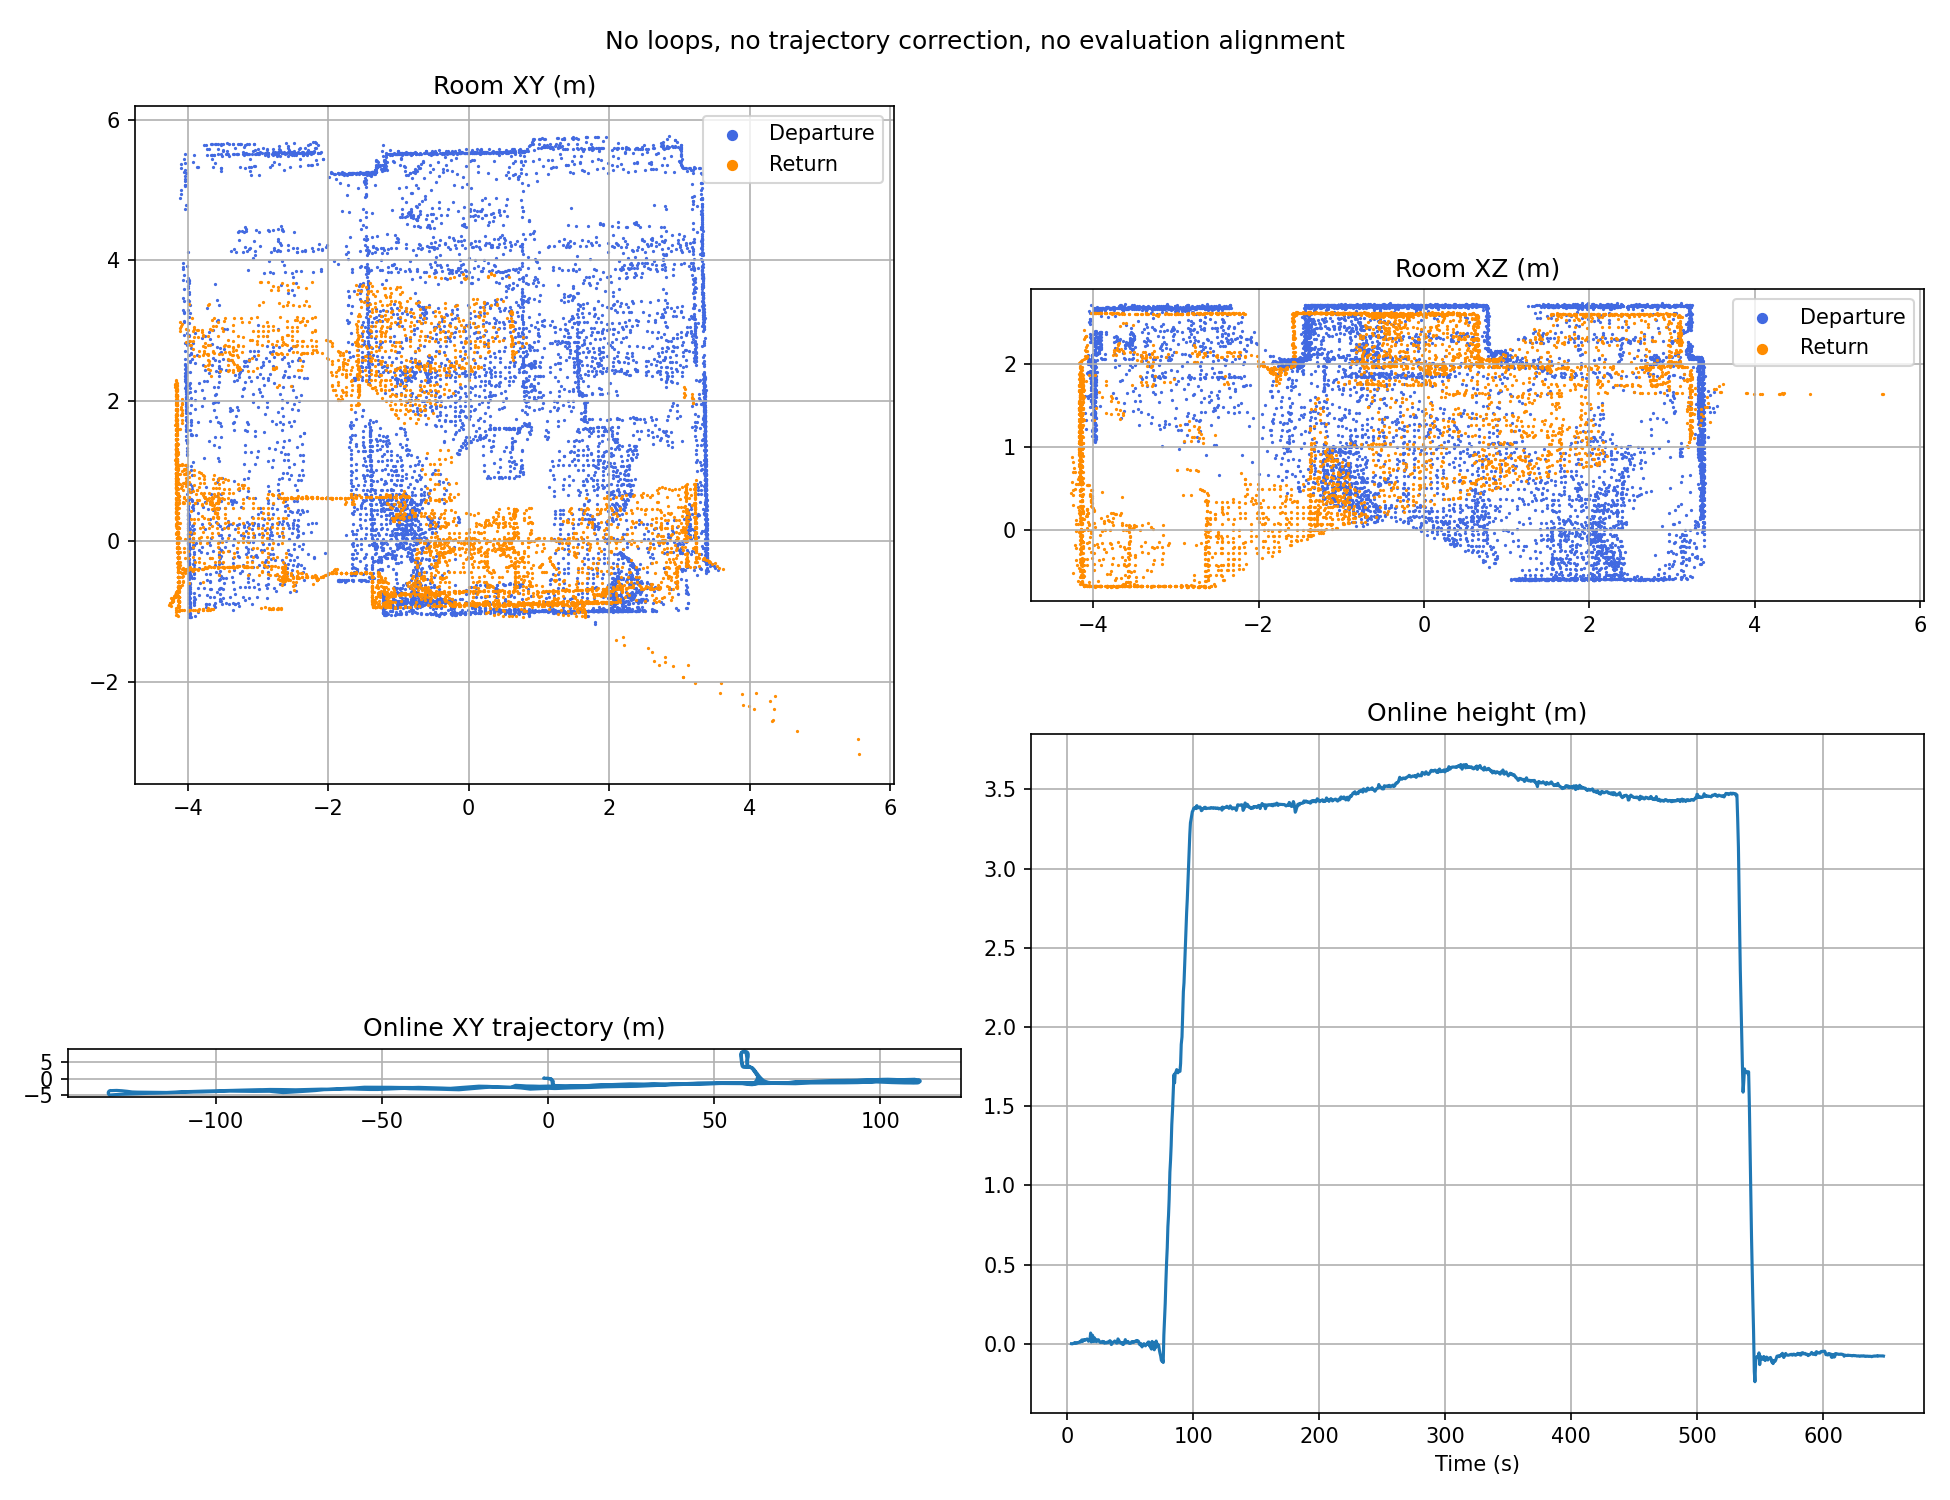 No loops, no trajectory correction, no evaluation alignment
Room XY (m)
Departure
Return
6
4
2
0
−2
−4 −2 0 2 4 6
Room XZ (m)
Departure
Return
2
1
0
−4 −2 0 2 4 6
Online XY trajectory (m)
5
0
−5
−100 −50 0 50 100
Online height (m)
3.5
3.0
2.5
2.0
1.5
1.0
0.5
0.0
0 100 200 300 400 500 600
Time (s)